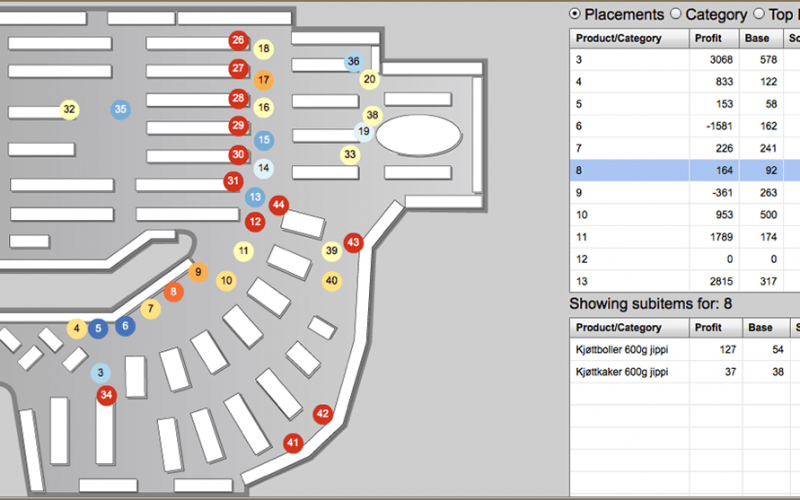 Placements Category Top
Product/Category Profit Base
3 3068 578
4 833 122
5 153 58
6 -1581 162
7 226 241
8 164 92
9 -361 263
10 953 500
11 1789 174
12 0 0
13 2815 317
Showing subitems for: 8
Product/Category Profit Base
Kjøttboller 600g jippi 127 54
Kjøttkaker 600g jippi 37 38
26
18
27
36
17
20
28
32
35
16
38
29
19
15
30
33
14
31
13
44
12
43
11
39
9
10
40
8
7
4
5
6
3
34
42
41